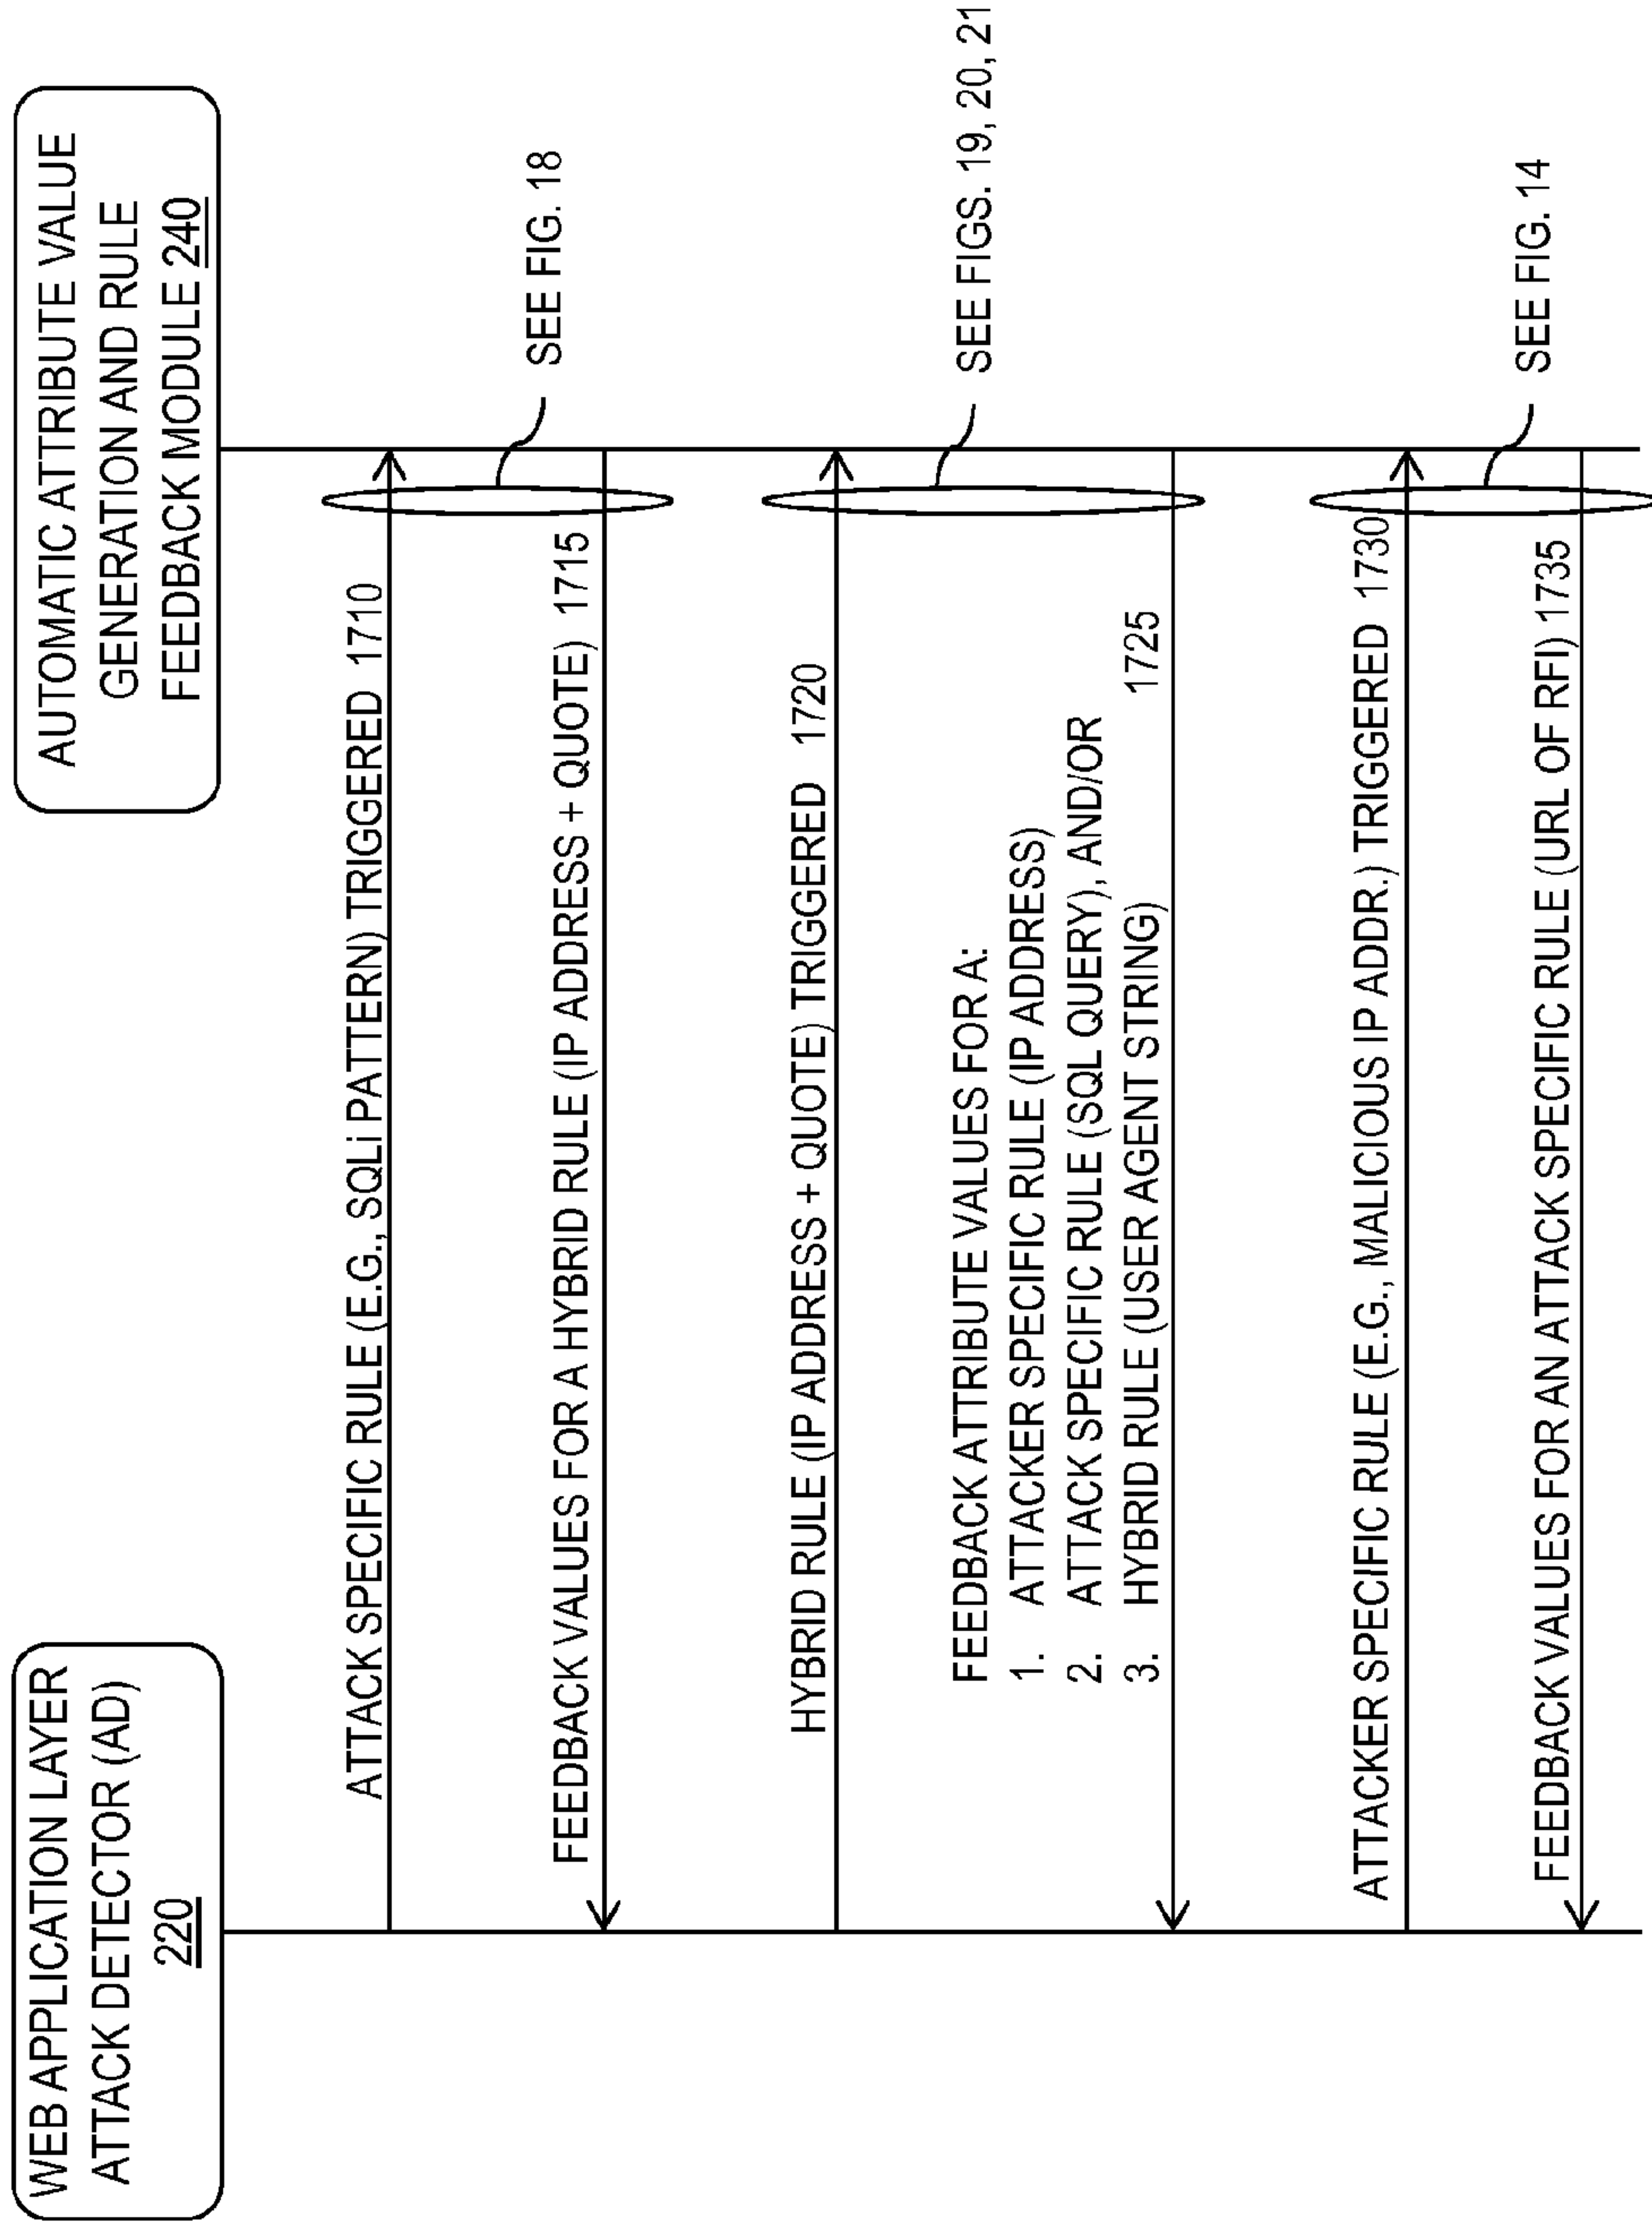 WEB APPLICATION LAYER
ATTACK DETECTOR (AD)
220
AUTOMATIC ATTRIBUTE VALUE
GENERATION AND RULE
FEEDBACK MODULE 240
ATTACK SPECIFIC RULE (E.G., SQLi PATTERN) TRIGGERED 1710
SEE FIG. 18
FEEDBACK VALUES FOR A HYBRID RULE (IP ADDRESS + QUOTE) 1715
HYBRID RULE (IP ADDRESS + QUOTE) TRIGGERED 1720
SEE FIGS. 19, 20, 21
FEEDBACK ATTRIBUTE VALUES FOR A:
1. ATTACKER SPECIFIC RULE (IP ADDRESS)
2. ATTACK SPECIFIC RULE (SQL QUERY), AND/OR
3. HYBRID RULE (USER AGENT STRING) 1725
ATTACKER SPECIFIC RULE (E.G., MALICIOUS IP ADDR.) TRIGGERED 1730
SEE FIG. 14
FEEDBACK VALUES FOR AN ATTACK SPECIFIC RULE (URL OF RFI) 1735